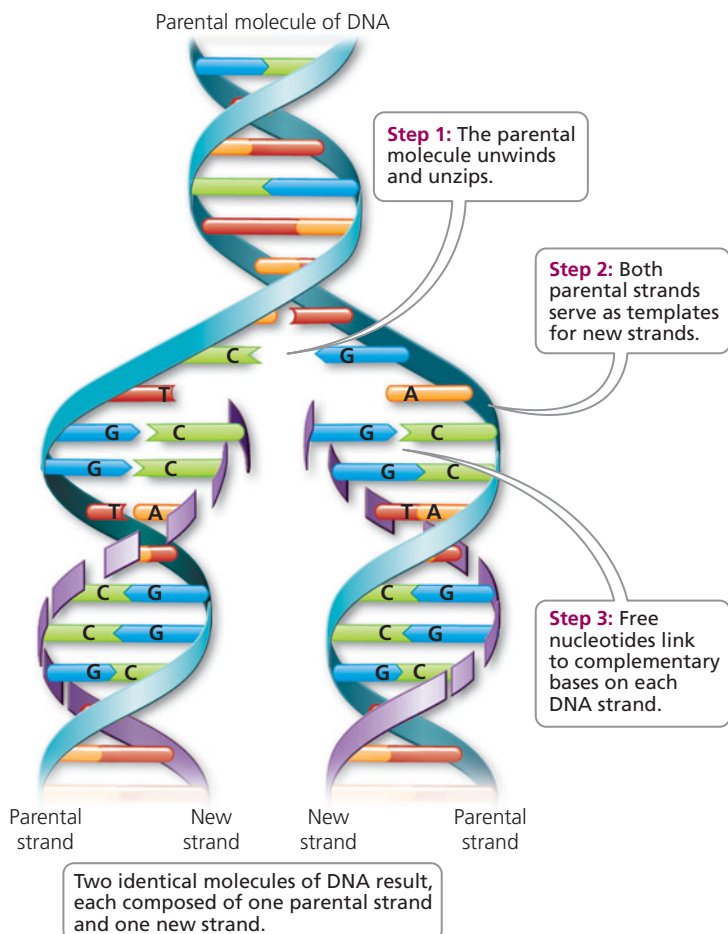 Parental molecule of DNA
Step 1: The parental
molecule unwinds
and unzips.
Step 2: Both
parental strands
serve as templates
for new strands.
C G
T A
G C G C
G C G C
T A T A
C G C G
C G C G
G C G C
Step 3: Free
nucleotides link
to complementary
bases on each
DNA strand.
Parental
strand
New
strand
New
strand
Parental
strand
Two identical molecules of DNA result,
each composed of one parental strand
and one new strand.